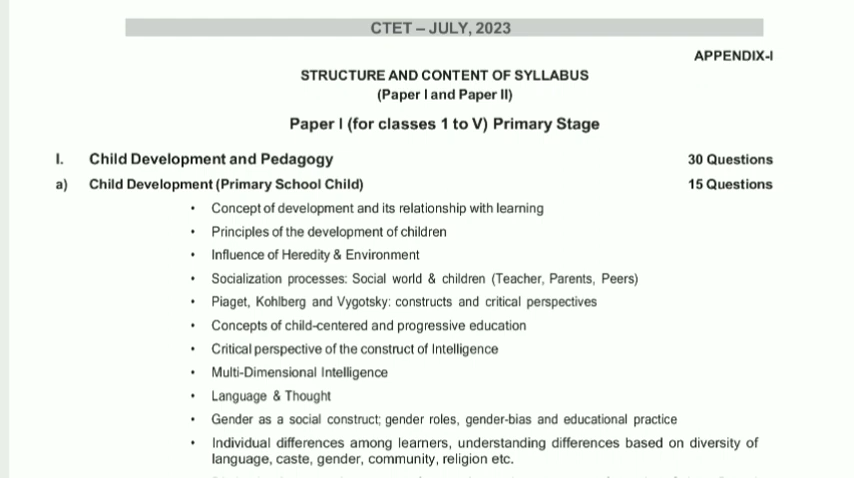 CTET – JULY, 2023
APPENDIX-I
STRUCTURE AND CONTENT OF SYLLABUS
(Paper I and Paper II)
Paper I (for classes 1 to V) Primary Stage
I. Child Development and Pedagogy 30 Questions
a) Child Development (Primary School Child) 15 Questions
• Concept of development and its relationship with learning
• Principles of the development of children
• Influence of Heredity & Environment
• Socialization processes: Social world & children (Teacher, Parents, Peers)
• Piaget, Kohlberg and Vygotsky: constructs and critical perspectives
• Concepts of child-centered and progressive education
• Critical perspective of the construct of Intelligence
• Multi-Dimensional Intelligence
• Language & Thought
• Gender as a social construct; gender roles, gender-bias and educational practice
• Individual differences among learners, understanding differences based on diversity of
language, caste, gender, community, religion etc.